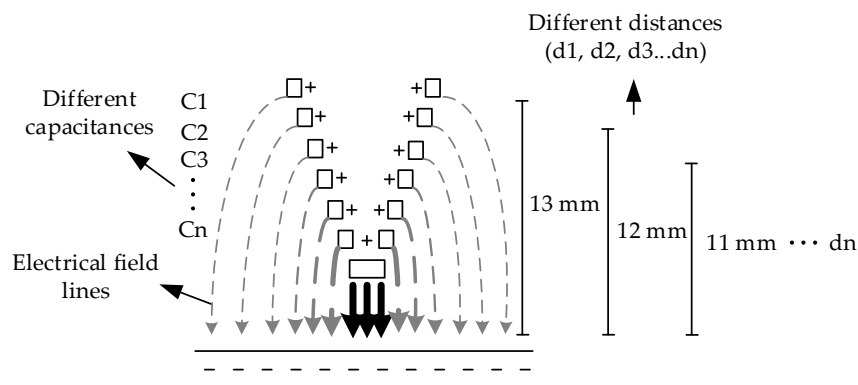 Different distances
(d1, d2, d3...dn)
Different
capacitances
C1
C2
C3
Cn
+ +
+ +
+ +
+ +
+ +
+
13 mm
12 mm
11 mm ··· dn
Electrical field
lines
- - - - - - - - - -